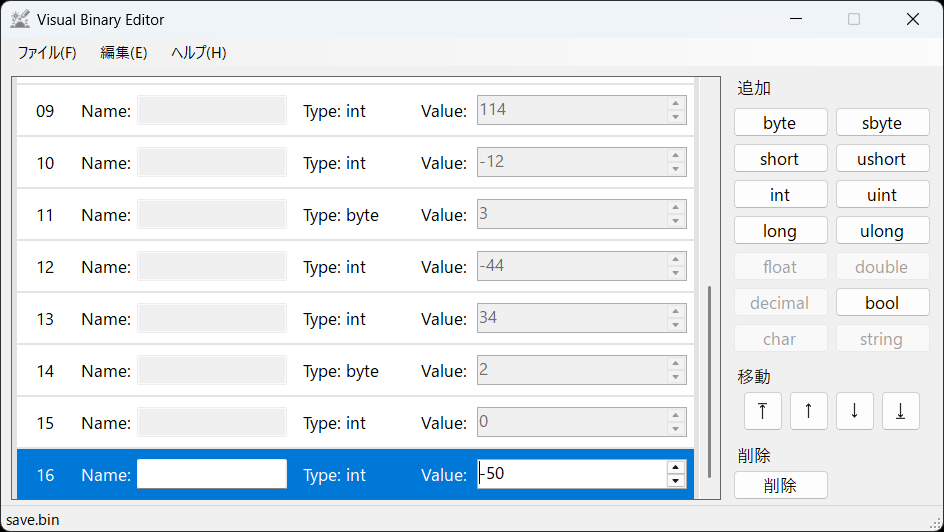 Visual Binary Editor
ファイル(F) 編集(E) ヘルプ(H)
09 Name: Type: int Value: 114
10 Name: Type: int Value: -12
11 Name: Type: byte Value: 3
12 Name: Type: int Value: -44
13 Name: Type: int Value: 34
14 Name: Type: byte Value: 2
15 Name: Type: int Value: 0
16 Name: Type: int Value: -50
追加
byte sbyte
short ushort
int uint
long ulong
float double
decimal bool
char string
移動
削除
削除
save.bin